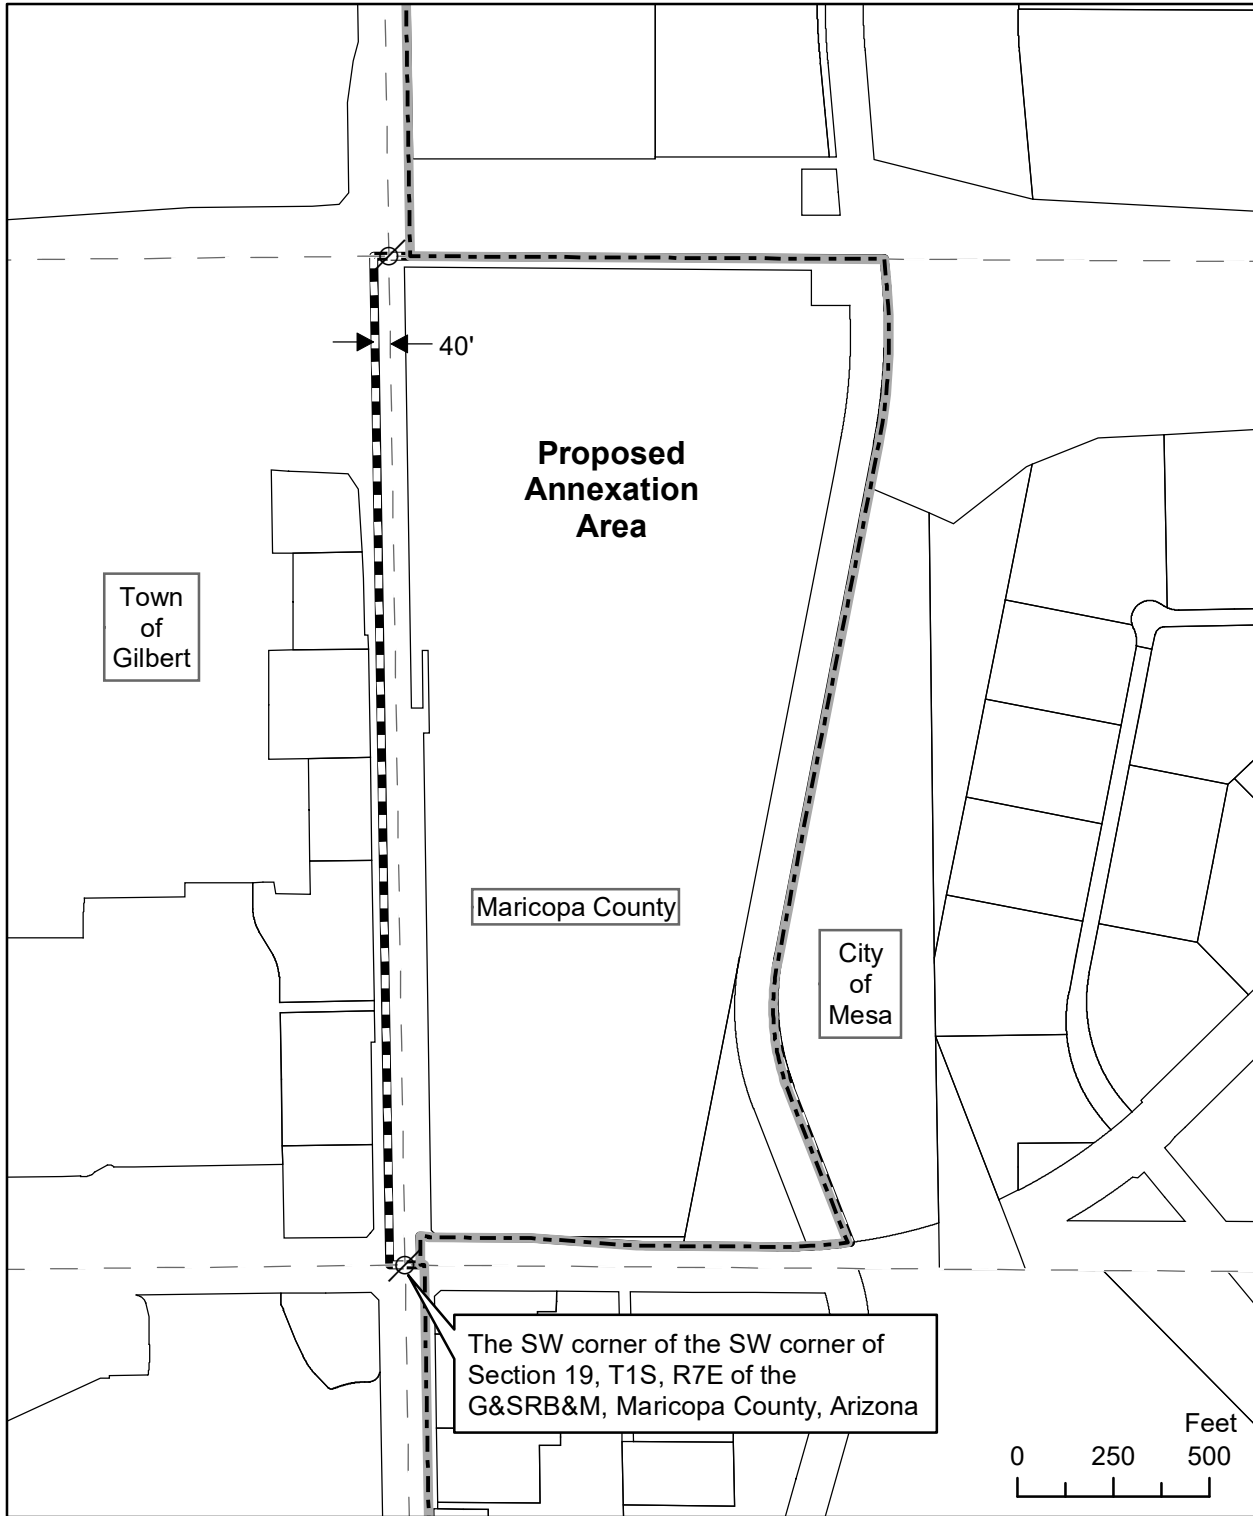 40'
Proposed
Annexation
Area
Town
of
Gilbert
Maricopa County
City
of
Mesa
The SW corner of the SW corner of
Section 19, T1S, R7E of the
G&SRB&M, Maricopa County, Arizona
Feet
0 250 500